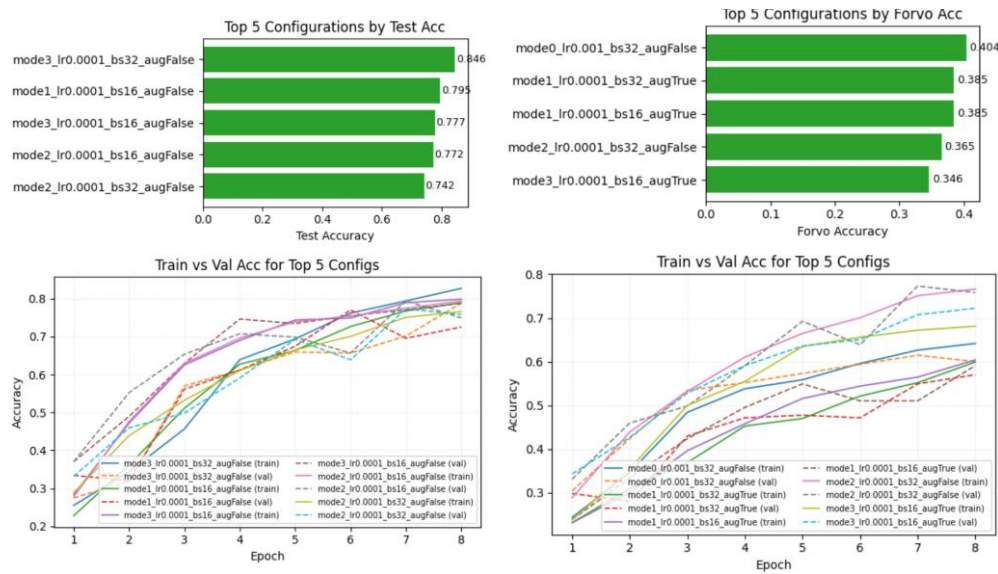 Top 5 Configurations by Test Acc
mode3_lr0.0001_bs32_augFalse
0.846
mode1_lr0.0001_bs16_augFalse
0.795
mode3_lr0.0001_bs16_augFalse
0.777
mode2_lr0.0001_bs16_augFalse
0.772
mode2_lr0.0001_bs32_augFalse
0.742
0.0 0.2 0.4 0.6 0.8
Test Accuracy
Top 5 Configurations by Forvo Acc
mode0_lr0.001_bs32_augFalse
0.404
mode1_lr0.0001_bs32_augTrue
0.385
mode1_lr0.0001_bs16_augTrue
0.385
mode2_lr0.0001_bs32_augFalse
0.365
mode3_lr0.0001_bs16_augTrue
0.346
0.0 0.1 0.2 0.3 0.4
Forvo Accuracy
Train vs Val Acc for Top 5 Configs
Accuracy
0.8
0.7
0.6
0.5
0.4
0.3
0.2
mode3_lr0.0001_bs32_augFalse (train)
mode3_lr0.0001_bs32_augFalse (val)
mode1_lr0.0001_bs16_augFalse (train)
mode1_lr0.0001_bs16_augFalse (val)
mode3_lr0.0001_bs16_augFalse (train)
mode3_lr0.0001_bs16_augFalse (val)
mode2_lr0.0001_bs16_augFalse (train)
mode2_lr0.0001_bs16_augFalse (val)
mode2_lr0.0001_bs32_augFalse (train)
mode2_lr0.0001_bs32_augFalse (val)
1 2 3 4 5 6 7 8
Epoch
Train vs Val Acc for Top 5 Configs
Accuracy
0.8
0.7
0.6
0.5
0.4
0.3
mode0_lr0.001_bs32_augFalse (train)
mode0_lr0.001_bs32_augFalse (val)
mode1_lr0.0001_bs32_augTrue (train)
mode1_lr0.0001_bs32_augTrue (val)
mode1_lr0.0001_bs16_augTrue (train)
mode1_lr0.0001_bs16_augTrue (val)
mode2_lr0.0001_bs32_augFalse (train)
mode2_lr0.0001_bs32_augFalse (val)
mode3_lr0.0001_bs16_augTrue (train)
mode3_lr0.0001_bs16_augTrue (val)
1 2 3 4 5 6 7 8
Epoch